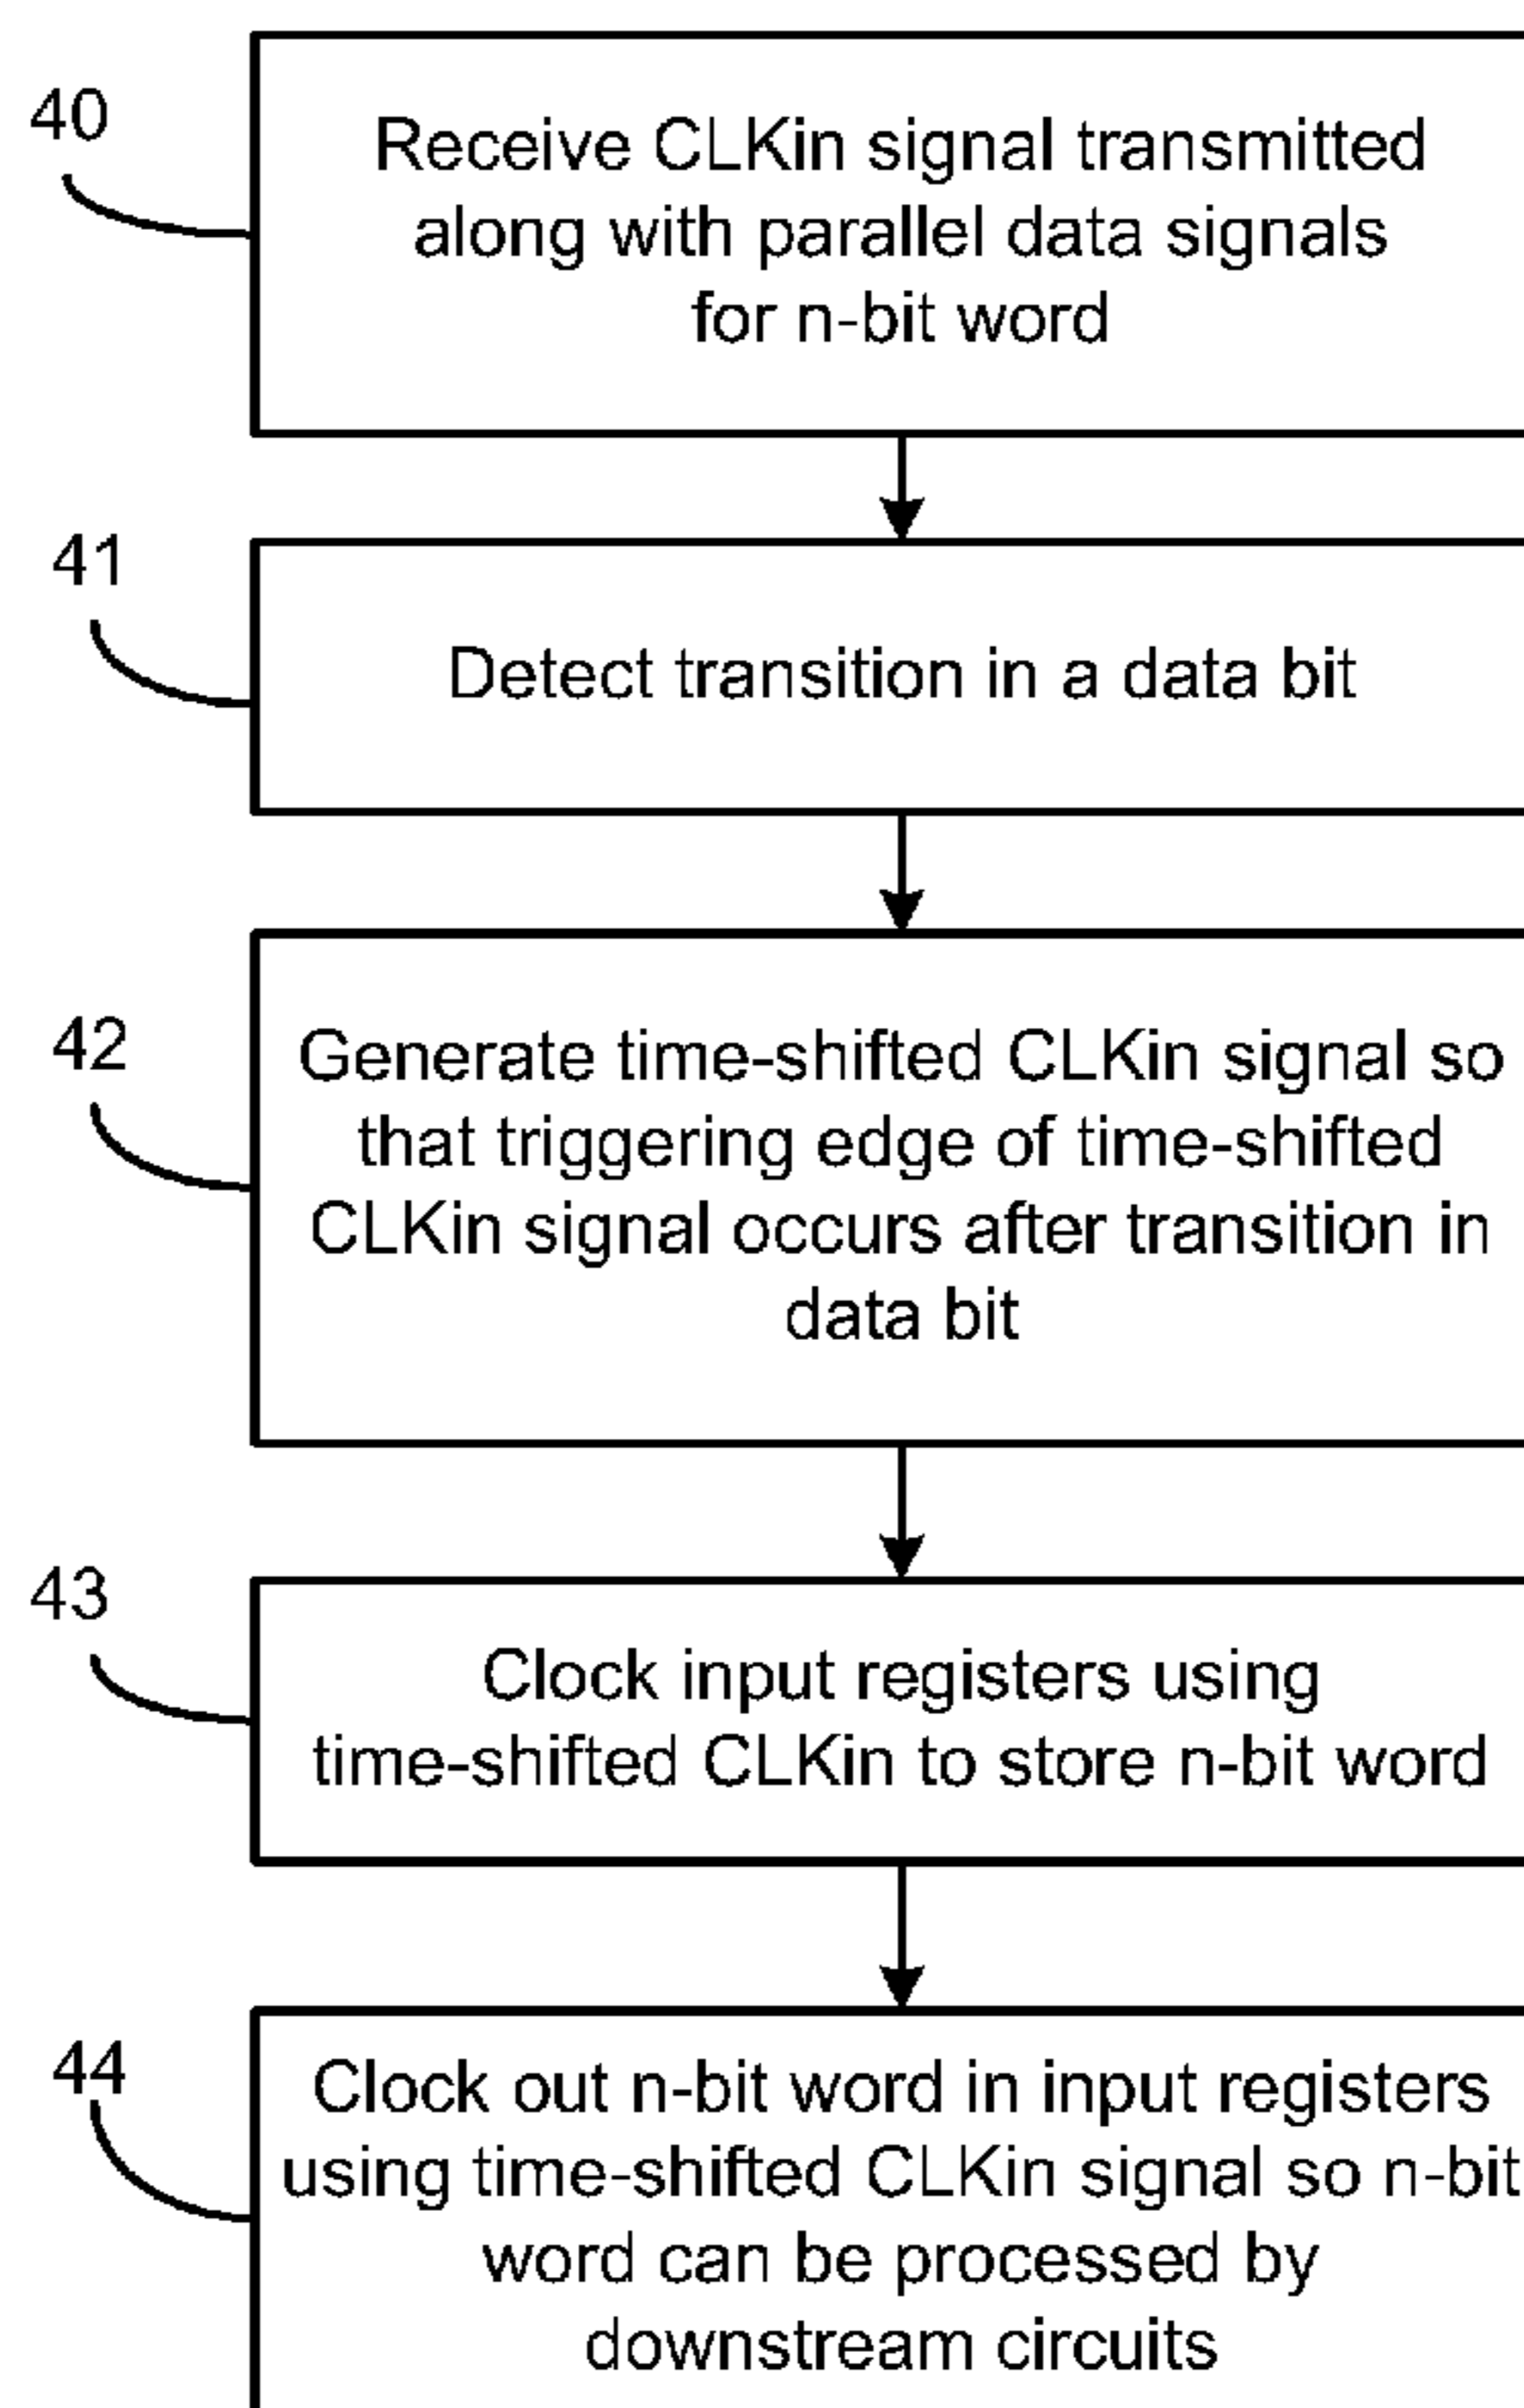 40
Receive CLKin signal transmitted
along with parallel data signals
for n-bit word
41
Detect transition in a data bit
42
Generate time-shifted CLKin signal so
that triggering edge of time-shifted
CLKin signal occurs after transition in
data bit
43
Clock input registers using
time-shifted CLKin to store n-bit word
44
Clock out n-bit word in input registers
using time-shifted CLKin signal so n-bit
word can be processed by
downstream circuits